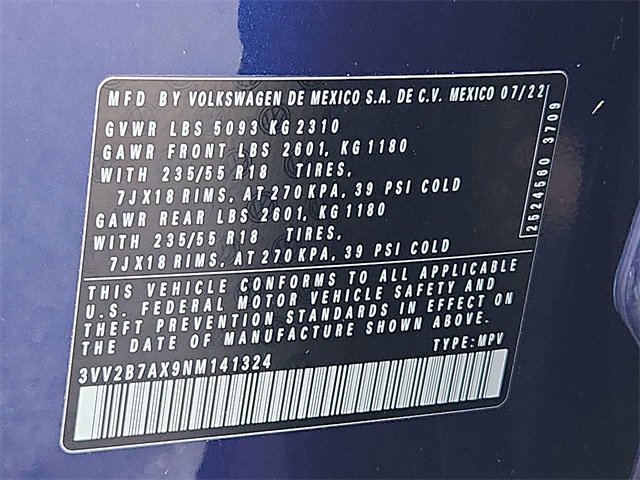 MFD BY VOLKSWAGEN DE MEXICO S.A. DE C.V. MEXICO 07/22
GVWR LBS 5093 KG 2310
GAWR FRONT LBS 2601, KG 1180
WITH 235/55 R18 TIRES,
7JX18 RIMS, AT 270 KPA, 39 PSI COLD
GAWR REAR LBS 2601, KG 1180
WITH 235/55 R18 TIRES,
7JX18 RIMS, AT 270 KPA, 39 PSI COLD
2524560 3709
THIS VEHICLE CONFORMS TO ALL APPLICABLE
U.S. FEDERAL MOTOR VEHICLE SAFETY AND
THEFT PREVENTION STANDARDS IN EFFECT ON
THE DATE OF MANUFACTURE SHOWN ABOVE.
TYPE: MPV
3VV2B7AX9NM141324